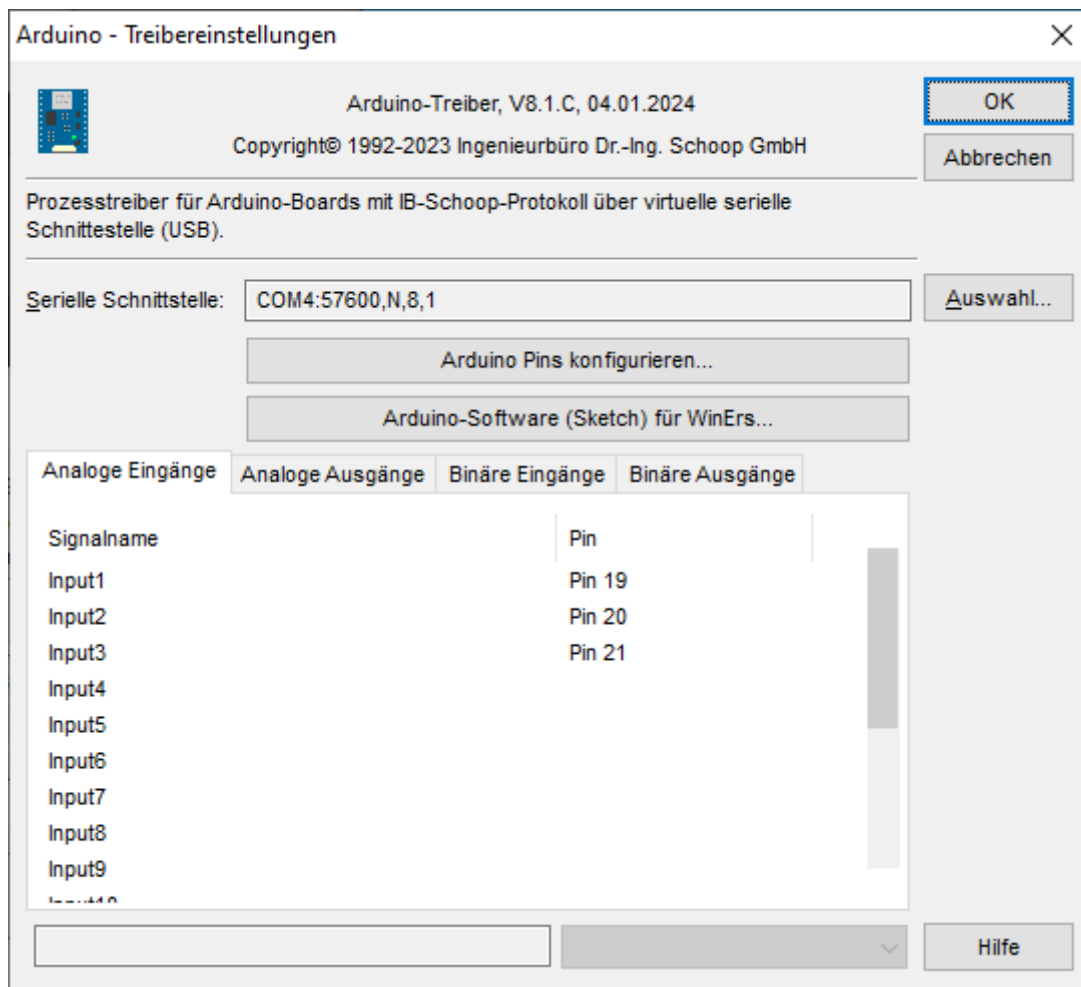 Arduino - Treibereinstellungen
Arduino-Treiber, V8.1.C, 04.01.2024
OK
Copyright© 1992-2023 Ingenieurbüro Dr.-Ing. Schoop GmbH
Abbrechen
Prozesstreiber für Arduino-Boards mit IB-Schoop-Protokoll über virtuelle serielle
Schnittestelle (USB).
Serielle Schnittstelle:
COM4:57600,N,8,1
Auswahl...
Arduino Pins konfigurieren...
Arduino-Software (Sketch) für WinErs...
Analoge Eingänge
Analoge Ausgänge
Binäre Eingänge
Binäre Ausgänge
Signalname
Pin
Input1
Pin 19
Input2
Pin 20
Input3
Pin 21
Input4
Input5
Input6
Input7
Input8
Input9
Hilfe